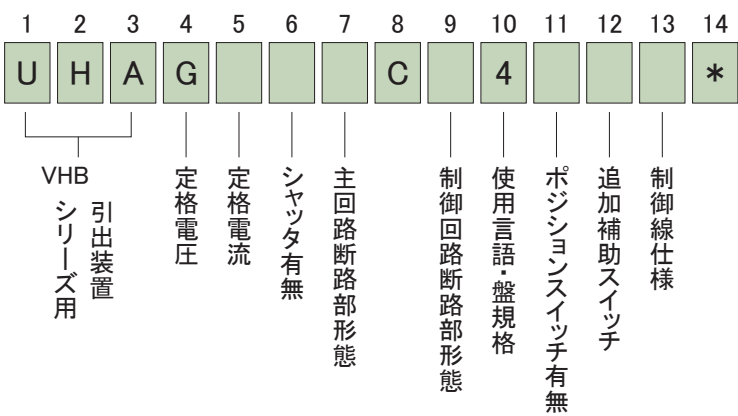 1 2 3 4 5 6 7 8 9 10 11 12 13 14
U H A G C 4 *
VHB
シリーズ用
引出装置
定格電圧
定格電流
シャッタ有無
主回路断路部形態
制御回路断路部形態
使用言語・盤規格
ポジションスイッチ有無
追加補助スイッチ
制御線仕様